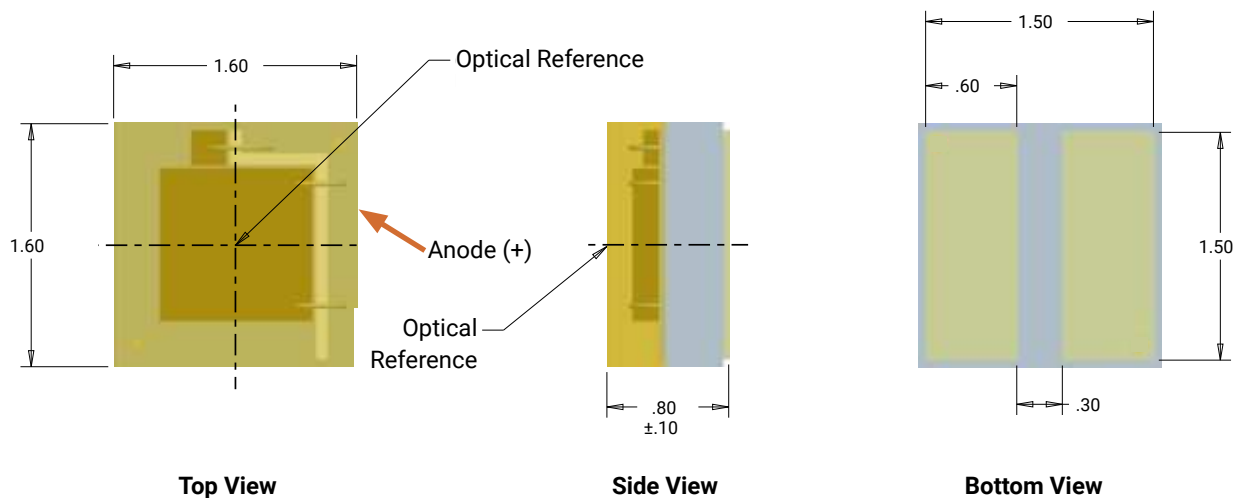 1.50
1.60
Optical Reference
.60
1.60
Anode (+)
1.50
Optical
Reference
.80
±.10
.30
Top View
Side View
Bottom View